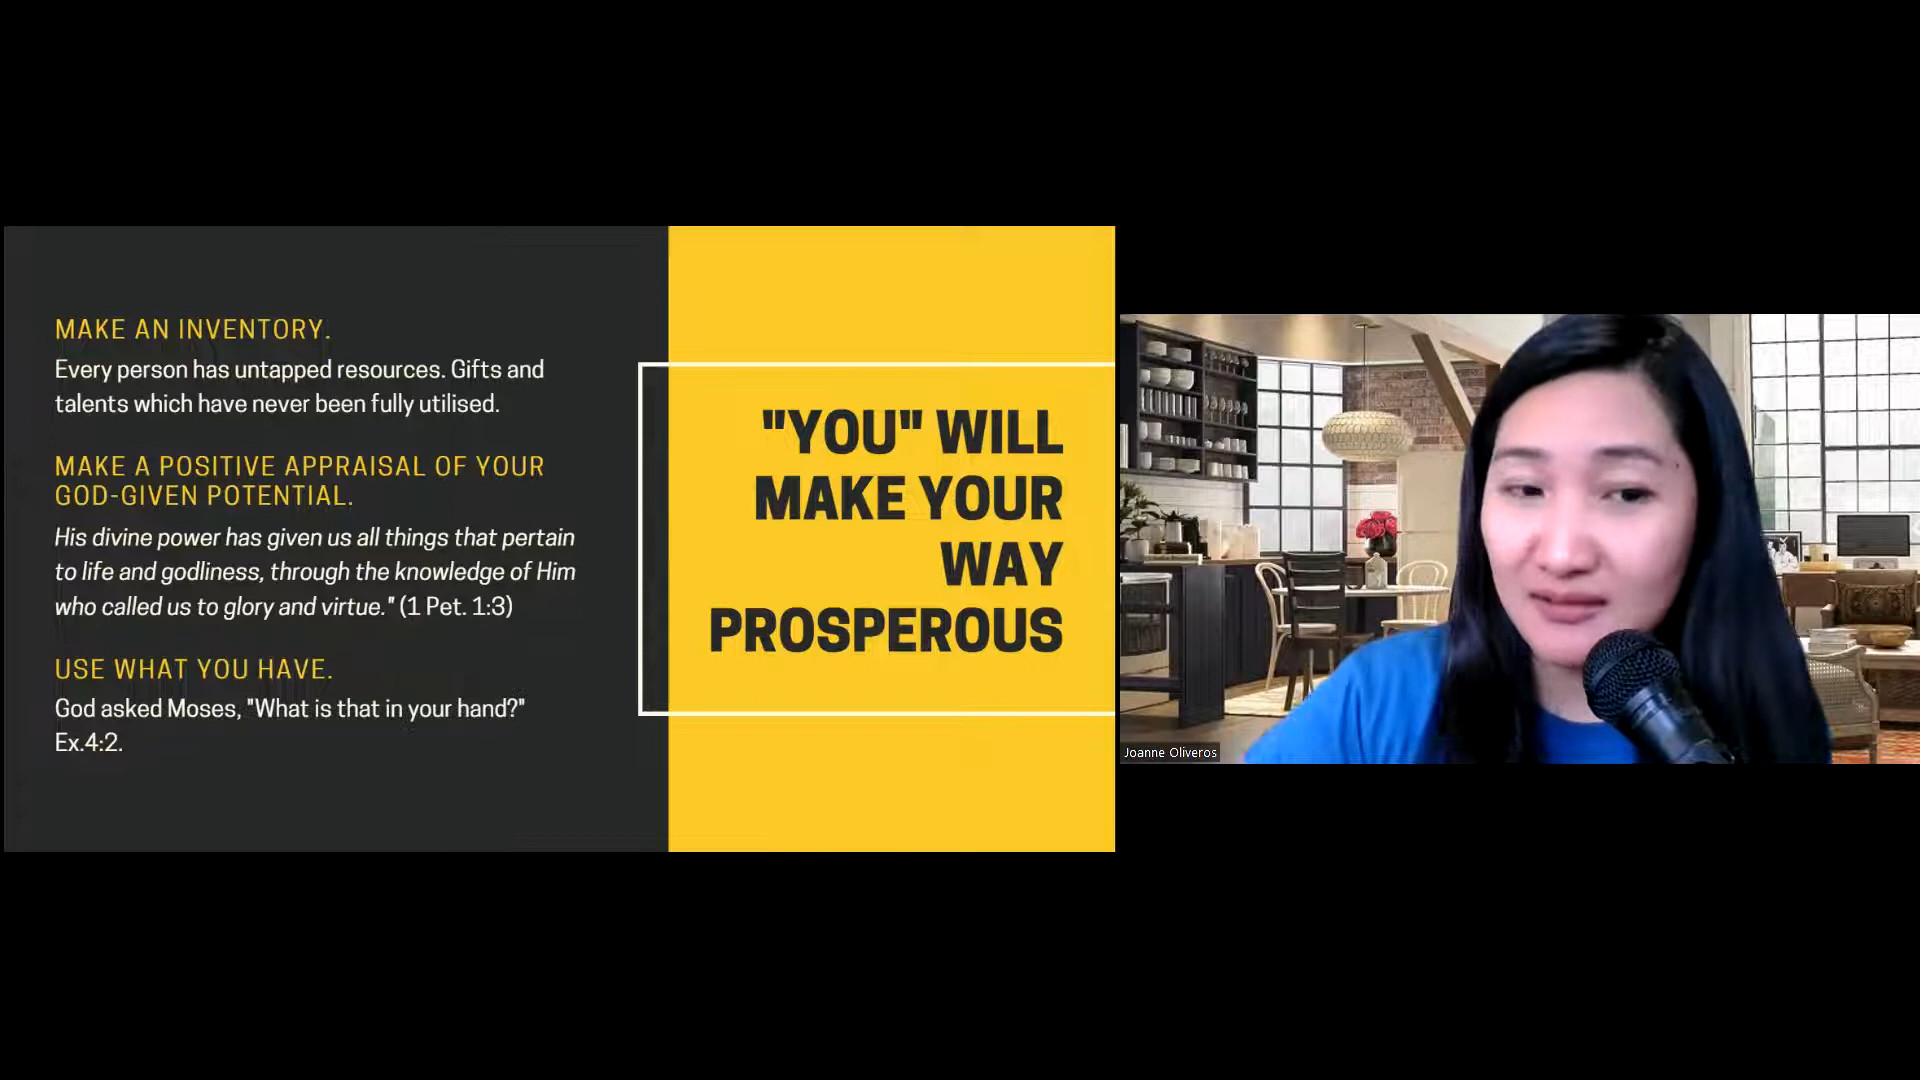 MAKE AN INVENTORY.
Every person has untapped resources. Gifts and
talents which have never been fully utilised.
MAKE A POSITIVE APPRAISAL OF YOUR
GOD-GIVEN POTENTIAL.
His divine power has given us all things that pertain
to life and godliness, through the knowledge of Him
who called us to glory and virtue." (1 Pet. 1:3)
USE WHAT YOU HAVE.
God asked Moses, "What is that in your hand?"
Ex.4:2.
"YOU" WILL
MAKE YOUR
WAY
PROSPEROUS
Joanne Oliveros